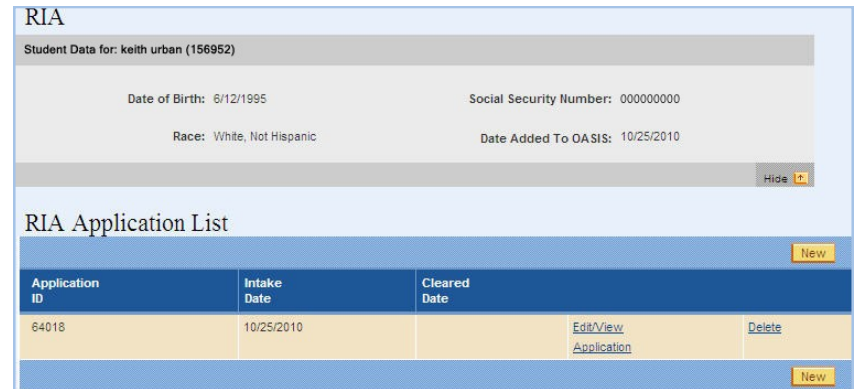 RIA
Student Data for: keith urban (156952)
Date of Birth: 6/12/1995 Social Security Number: 000000000
Race: White, Not Hispanic Date Added To OASIS: 10/25/2010
Hide
RIA Application List
New
Application ID Intake Date Cleared Date
64018 10/25/2010 Edit/View Application Delete
New